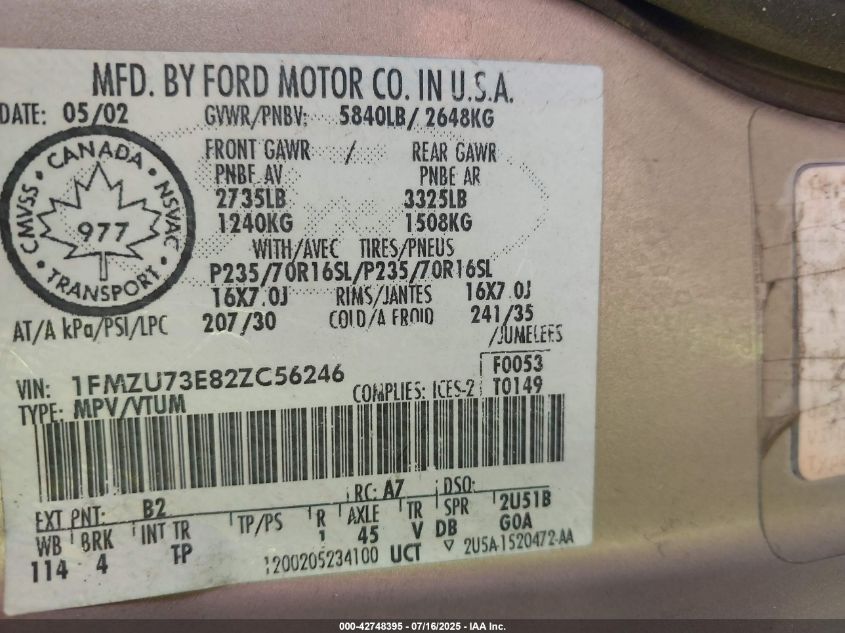 MFD. BY FORD MOTOR CO. IN U.S.A.
DATE: 05/02 GVWR/PNBV: 5840LB/ 2648KG
CANADA
CMVSS NSVAC
977
TRANSPORT
FRONT GAWR / REAR GAWR
PNBE AV PNBE AR
2735LB 3325LB
1240KG 1508KG
WITH/AVEC TIRES/PNEUS
P235/70R16SL/P235/70R16SL
16X7.0J RIMS/JANTES 16X7.0J
AT/A kPa/PSI/LPC 207/30 COLD/A FROID 241/35
/JUMELEES
VIN: 1FMZU73E82ZC56246 F0053
TYPE: MPV/VTUM COMPLIES: ICES-2 T0149
EXT PNT: B2 RC: A7 DSO:
WB BRK INT TR TP/PS R AXLE TR SPR 2U51B
114 4 TP 1 45 V DB GOA
1200205234100 UCT ▽ 2U5A-1520472-AA
000-42748395 - 07/16/2025 - IAA Inc.